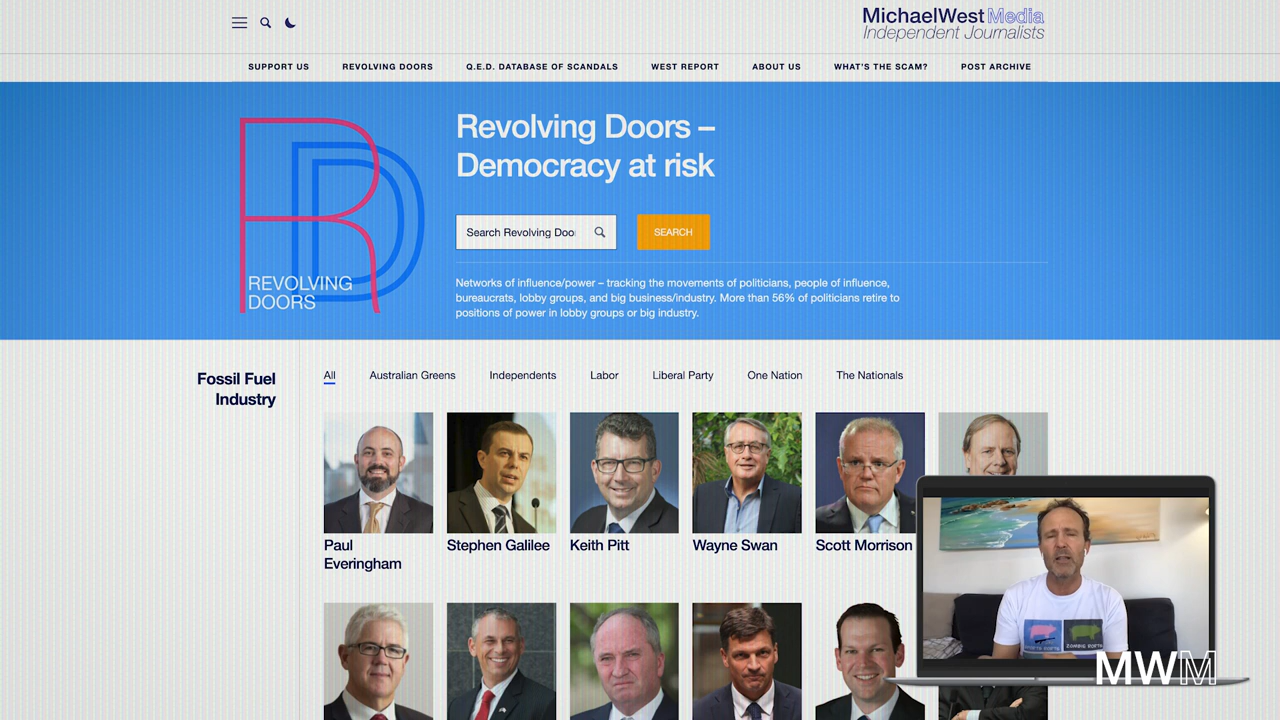 MichaelWest Media
Independent Journalists
SUPPORT US
REVOLVING DOORS
Q.E.D. DATABASE OF SCANDALS
WEST REPORT
ABOUT US
WHAT'S THE SCAM?
POST ARCHIVE
REVOLVING
DOORS
Revolving Doors –
Democracy at risk
Search Revolving Doo
SEARCH
Networks of influence/power – tracking the movements of politicians, people of influence,
bureaucrats, lobby groups, and big business/industry. More than 56% of politicians retire to
positions of power in lobby groups or big industry.
Fossil Fuel
Industry
All
Australian Greens
Independents
Labor
Liberal Party
One Nation
The Nationals
Paul
Everingham
Stephen Galilee
Keith Pitt
Wayne Swan
Scott Morrison
MWM